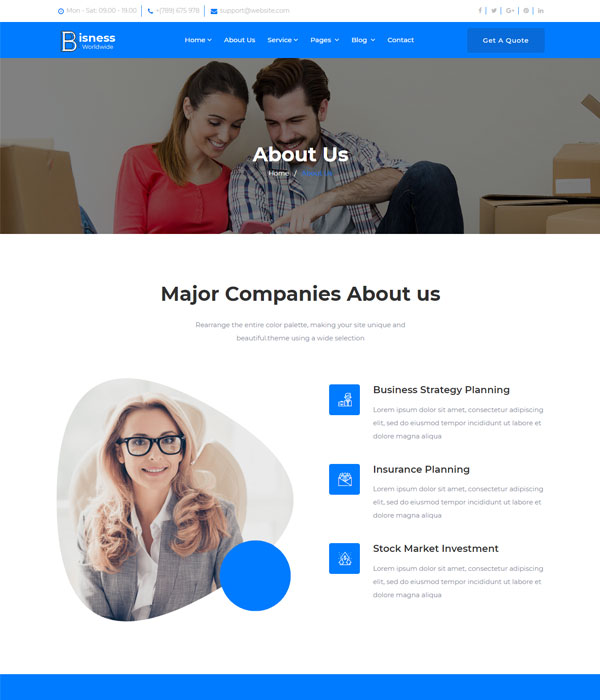 Mon - Sat: 09.00 - 19.00 +(789) 675 978 support@website.com
Bisness
Worldwide
Home About Us Service Pages Blog Contact
Get A Quote
About Us
Home / About Us
Major Companies About us
Rearrange the entire color palette, making your site unique and
beautiful.theme using a wide selection
Business Strategy Planning
Lorem ipsum dolor sit amet, consectetur adipiscing
elit, sed do eiusmod tempor incididunt ut labore et
dolore magna aliqua
Insurance Planning
Lorem ipsum dolor sit amet, consectetur adipiscing
elit, sed do eiusmod tempor incididunt ut labore et
dolore magna aliqua
Stock Market Investment
Lorem ipsum dolor sit amet, consectetur adipiscing
elit, sed do eiusmod tempor incididunt ut labore et
dolore magna aliqua